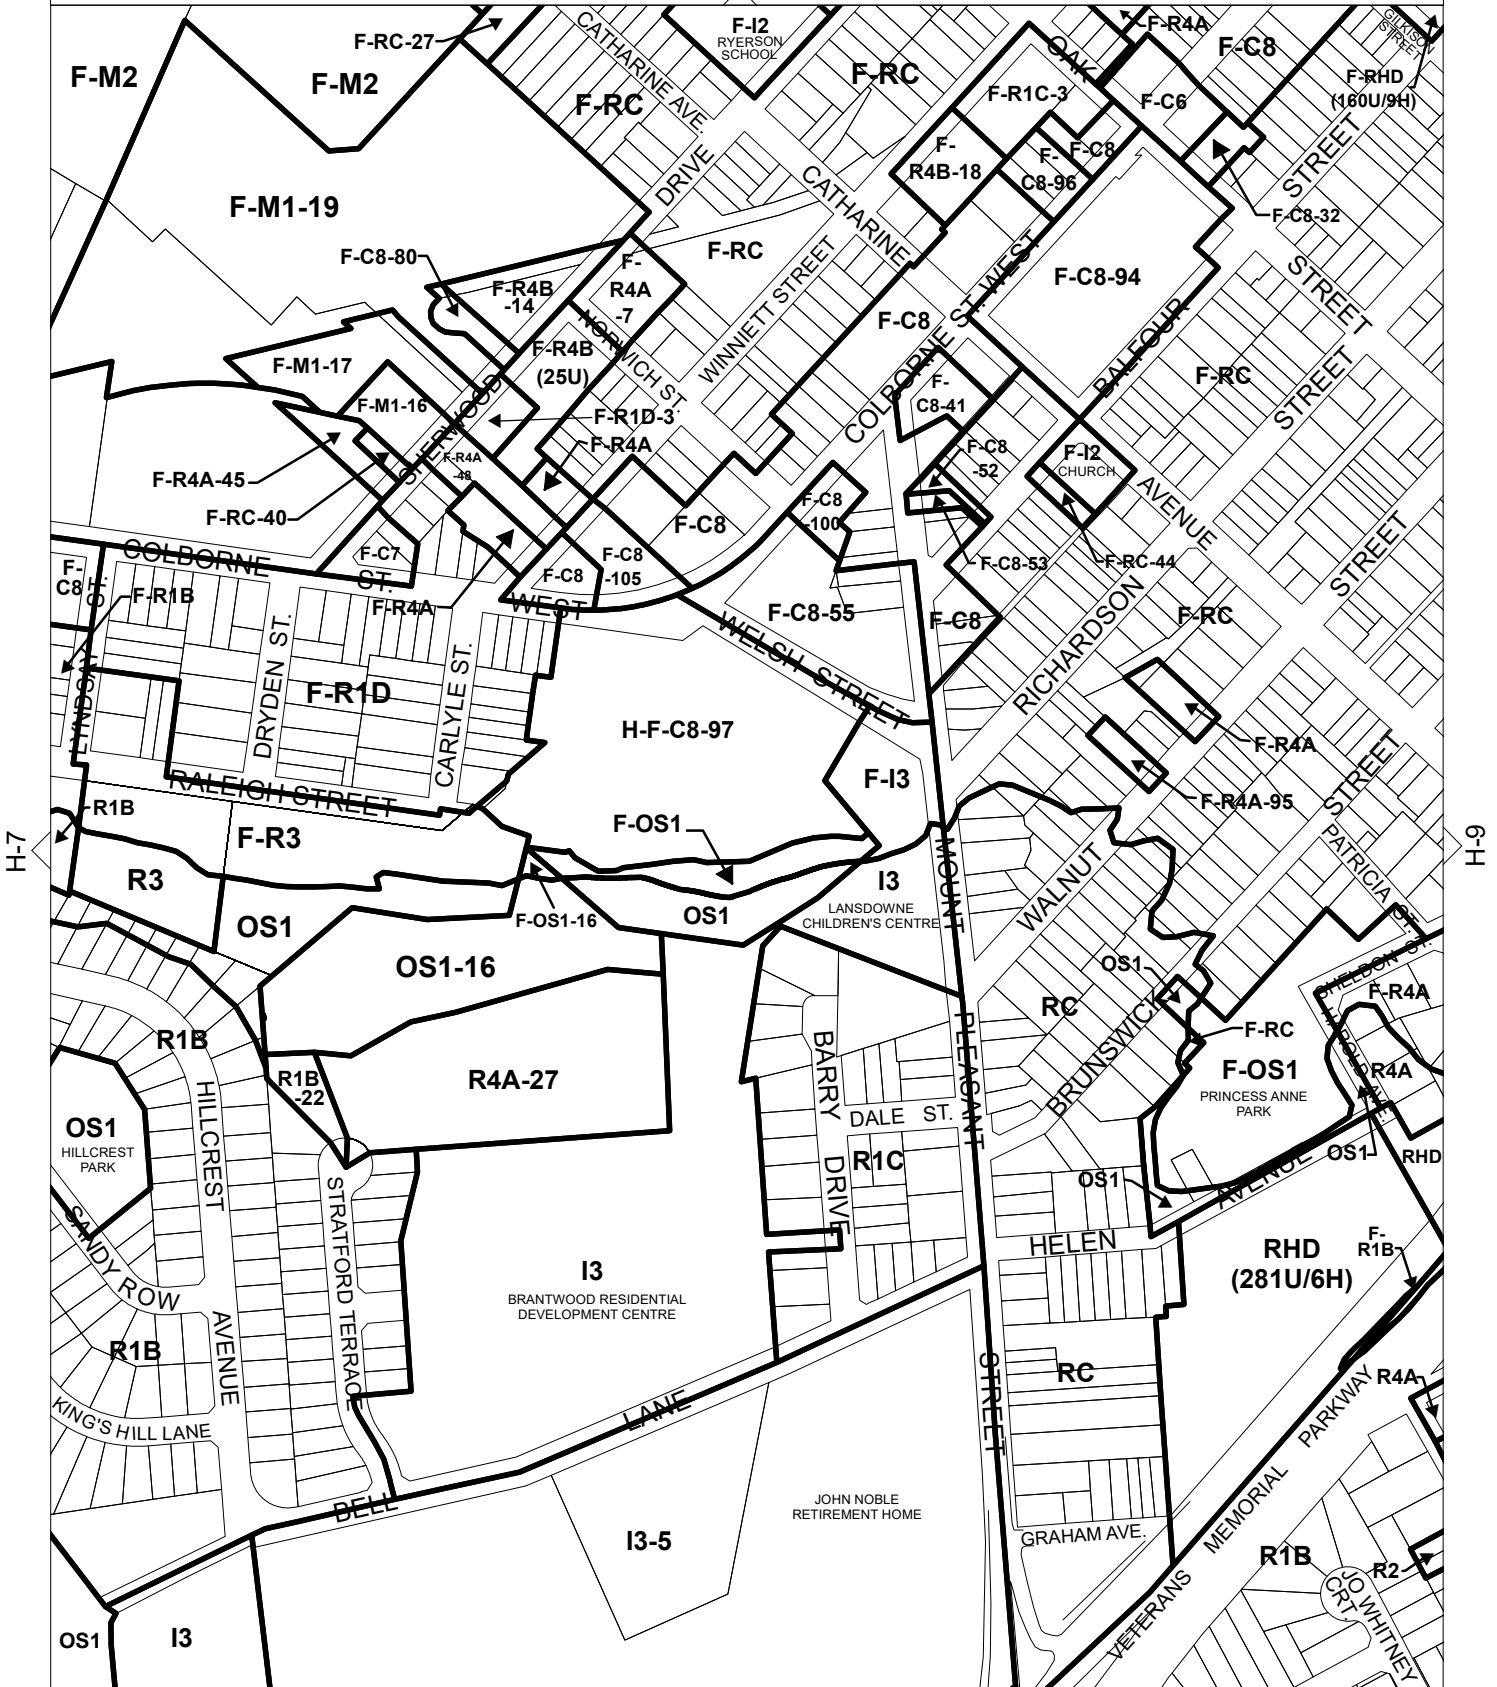 F-M2
F-M2
F-RC-27
CATHARINE AVE.
F-RC
F-I2
RYERSON
SCHOOL
F-RC
OAK
F-R4A
F-C8
GILKISON
STREET
F-RHD
(160U/9H)
F-R1C-3
F-C6
F-
R4B-18
F-
C8-96
F-C8
STREET
F-C8-32
F-M1-19
DRIVE
CATHARINE
F-RC
F-C8-80
F-R4B
-14
F-
R4A
-7
NORWICH ST.
WINNIETT STREET
F-C8
COLBORNE ST. WEST
F-C8-94
STREET
BALFOUR
F-RC
STREET
F-M1-17
F-R4B
(25U)
F-M1-16
SHERWOOD
F-R1D-3
F-R4A
F-C8-41
F-R4A
-48
F-R4A-45
F-RC-40
F-C8
-52
F-I2
CHURCH
AVENUE
F-C8
-100
F-C8
F-C8-53
F-RC-44
STREET
COLBORNE
ST.
WEST
F-C7
F-C8
F-C8
-105
F-
C8
F-R1B
F-R4A
F-C8-55
F-C8
RICHARDSON
F-RC
WELSH STREET
LYNDSAY ST.
DRYDEN ST.
F-R1D
CARLYLE ST.
H-F-C8-97
F-R4A
F-R4A-95
STREET
F-I3
RALEIGH STREET
R1B
F-R3
F-OS1
H-7
H-9
PATRICIA ST.
R3
I3
LANSDOWNE
CHILDREN'S CENTRE
MOUNT
WALNUT
OS1
F-OS1-16
OS1
OS1-16
OS1
SHELDON ST.
F-R4A
RC
R1B
F-RC
HAROLD AVE.
PLEASANT
BRUNSWICK
BARRY
R4A
R1B
-22
R4A-27
F-OS1
PRINCESS ANNE
PARK
HILLCREST
DALE ST.
OS1
HILLCREST
PARK
R1C
OS1
RHD
STRATFORD TERRACE
DRIVE
OS1
AVENUE
SANDY ROW
HELEN
F-
R1B
RHD
(281U/6H)
I3
BRANTWOOD RESIDENTIAL
DEVELOPMENT CENTRE
R1B
AVENUE
STREET
RC
R4A
LANE
KING'S HILL LANE
PARKWAY
BELL
JOHN NOBLE
RETIREMENT HOME
I3-5
GRAHAM AVE.
MEMORIAL
R1B
R2
VETERANS
JO WHITNEY
CRT.
OS1
I3